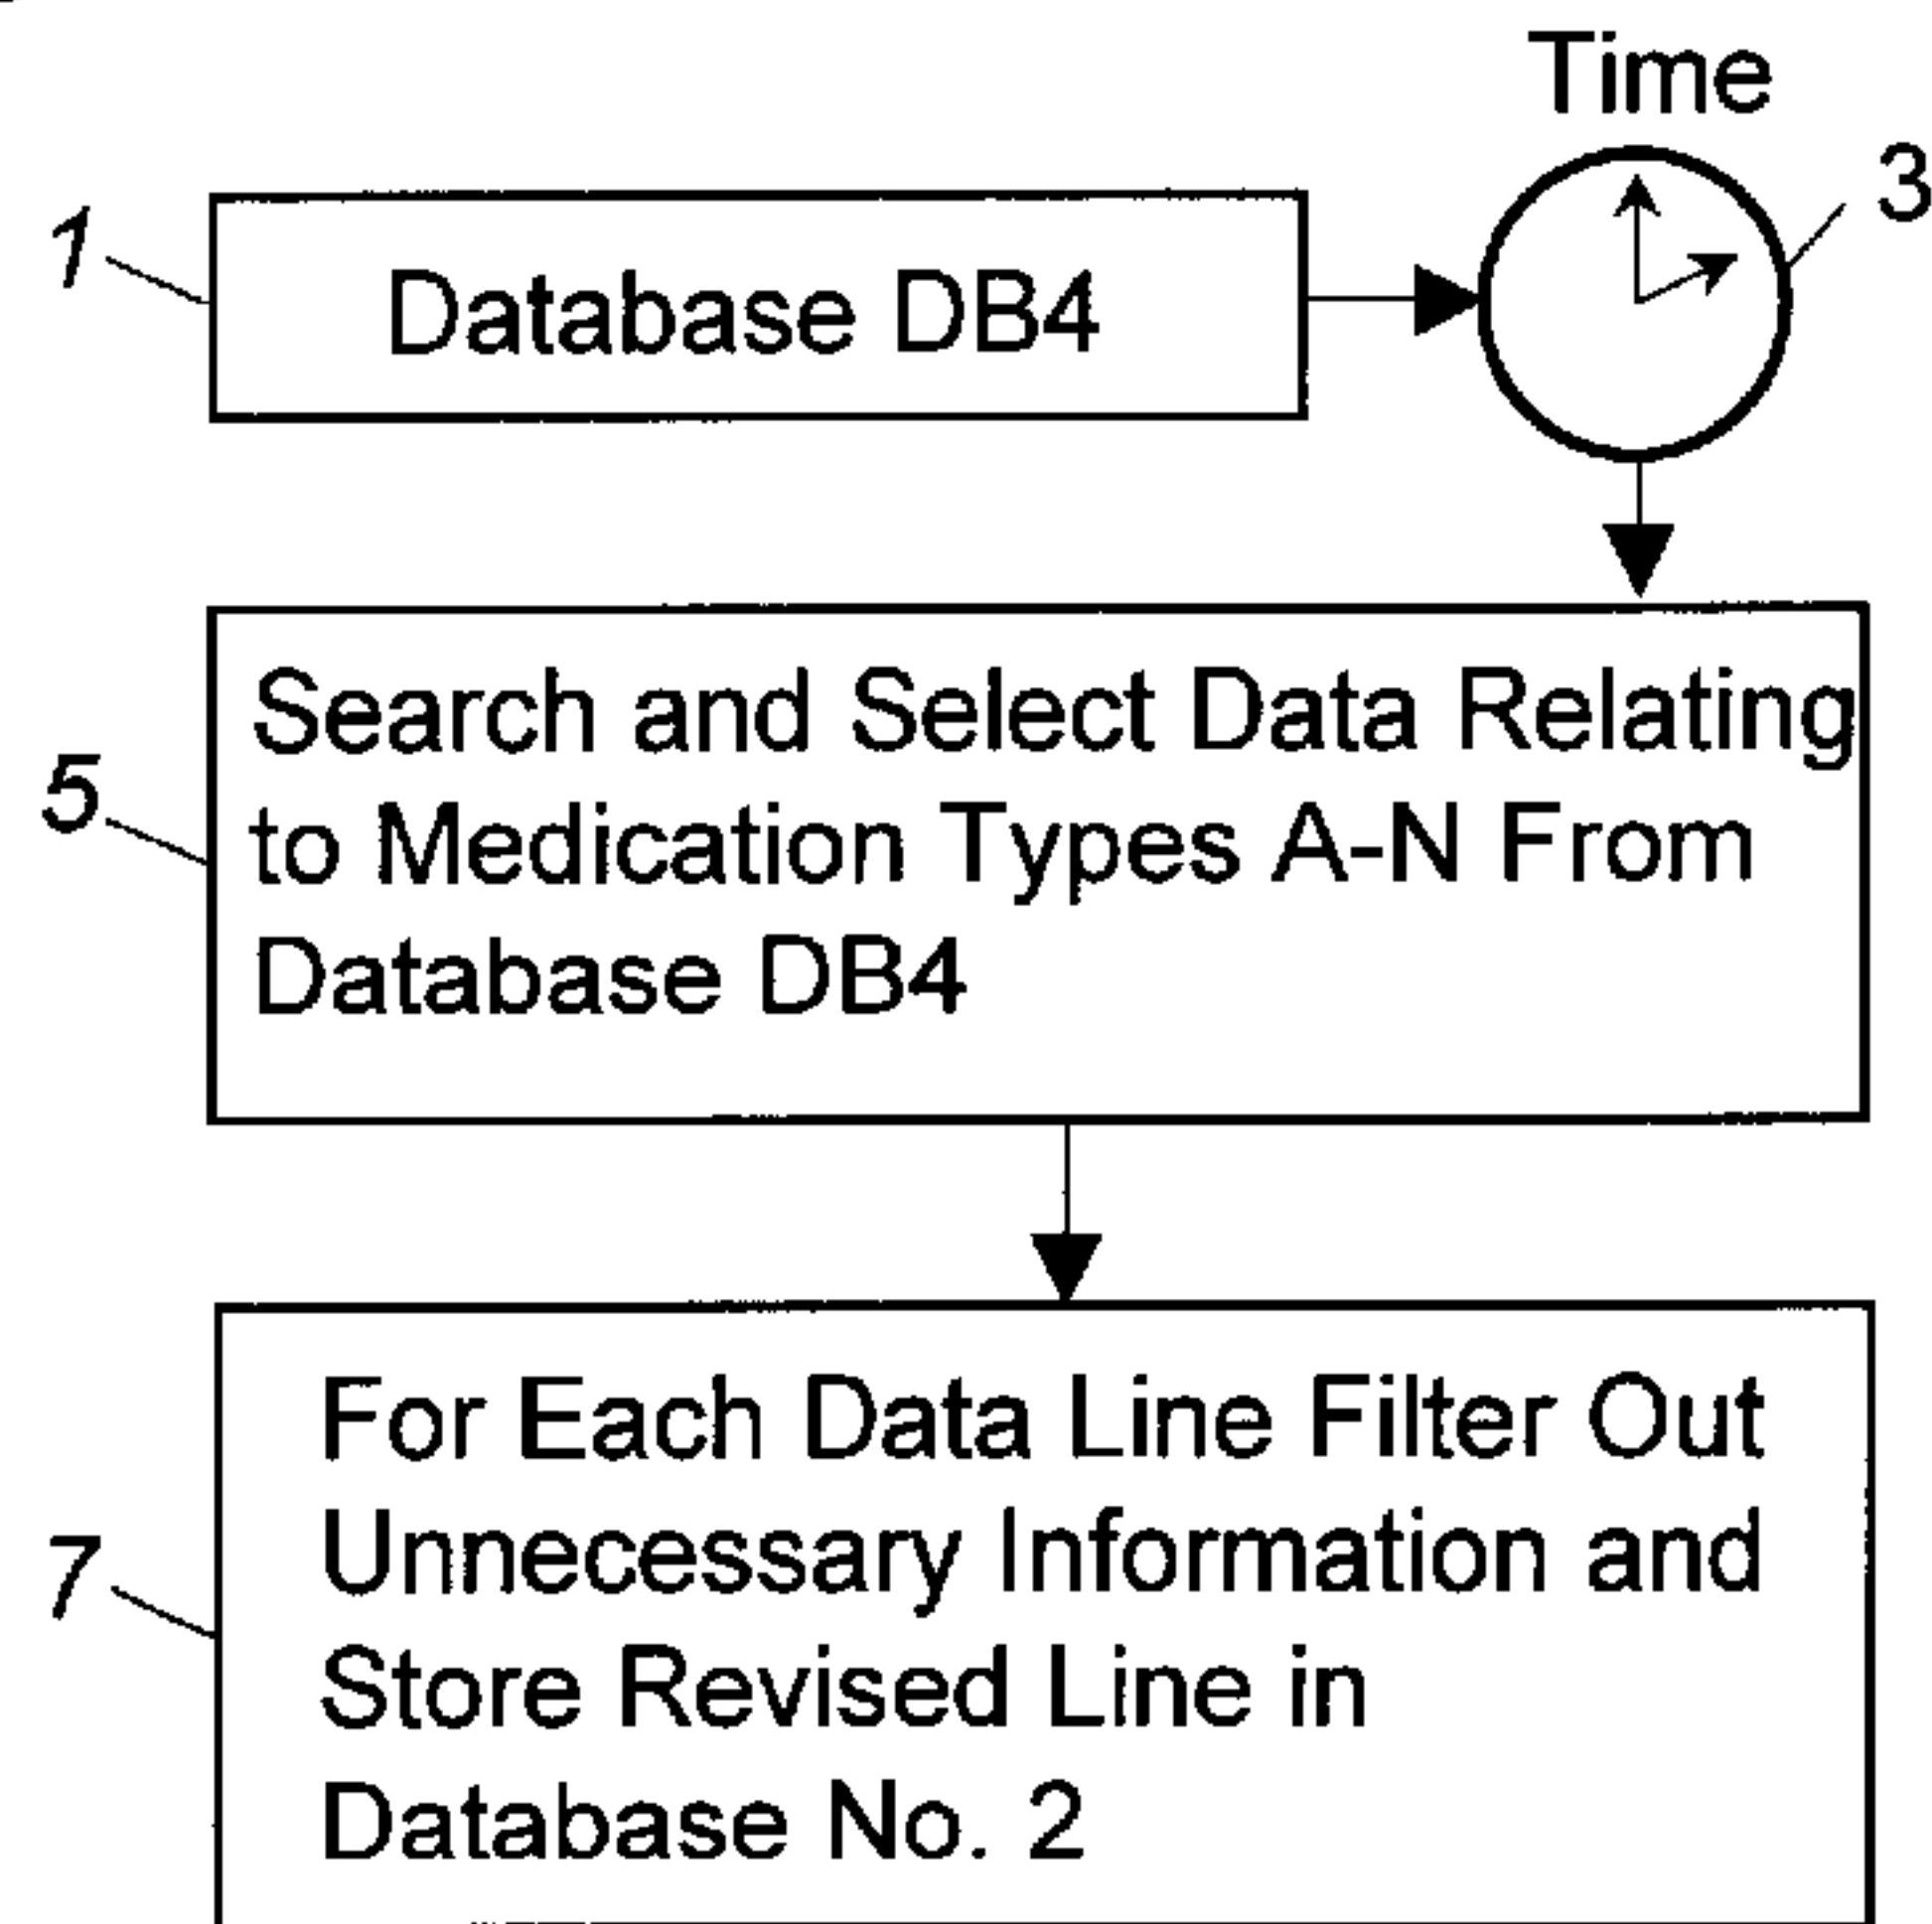 Time
3
1
Database DB4
5
Search and Select Data Relating
to Medication Types A-N From
Database DB4
7
For Each Data Line Filter Out
Unnecessary Information and
Store Revised Line in
Database No. 2